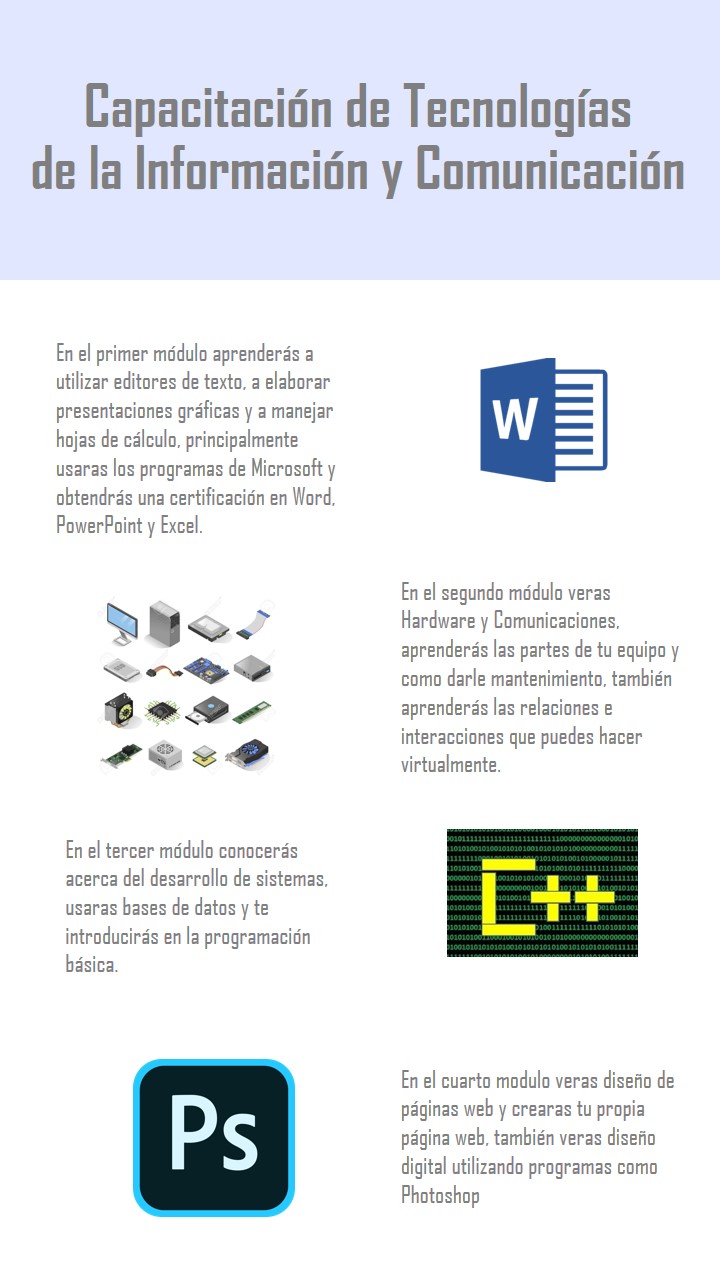 Capacitación de Tecnologías
de la Información y Comunicación
En el primer módulo aprenderás a
utilizar editores de texto, a elaborar
presentaciones gráficas y a manejar
hojas de cálculo, principalmente
usaras los programas de Microsoft y
obtendrás una certificación en Word,
PowerPoint y Excel.
W
En el segundo módulo veras
Hardware y Comunicaciones,
aprenderás las partes de tu equipo y
como darle mantenimiento, también
aprenderás las relaciones e
interacciones que puedes hacer
virtualmente.
En el tercer módulo conocerás
acerca del desarrollo de sistemas,
usaras bases de datos y te
introducirás en la programación
básica.
C++
Ps
En el cuarto modulo veras diseño de
páginas web y crearas tu propia
página web, también veras diseño
digital utilizando programas como
Photoshop